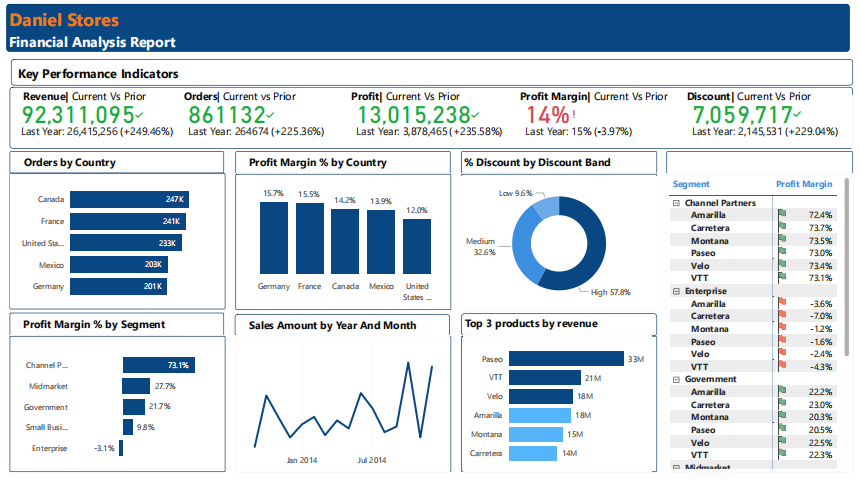 Daniel Stores
Financial Analysis Report
Key Performance Indicators
Revenue| Current Vs Prior
92,311,095
Last Year: 26,415,256 (+249.46%)
Orders| Current vs Prior
861132
Last Year: 264674 (+225.36%)
Profit| Current Vs Prior
13,015,238
Last Year: 3,878,465 (+235.58%)
Profit Margin| Current Vs Prior
14%!
Last Year: 15% (-3.97%)
Discount| Current Vs Prior
7,059,717
Last Year: 2,145,531 (+229.04%)
Orders by Country
Canada 247K
France 241K
United Sta... 233K
Mexico 203K
Germany 201K
Profit Margin % by Country
15.7% 15.5% 14.2% 13.9% 12.0%
Germany France Canada Mexico United
States ...
% Discount by Discount Band
Low 9.6%
Medium
32.6%
High 57.8%
Segment Profit Margin
Channel Partners
Amarilla 72.4%
Carretera 73.7%
Montana 73.5%
Paseo 73.0%
Velo 73.4%
VTT 73.1%
Enterprise
Amarilla -3.6%
Carretera -7.0%
Montana -1.2%
Paseo -1.6%
Velo -2.4%
VTT -4.3%
Government
Amarilla 22.2%
Carretera 23.0%
Montana 20.3%
Paseo 20.5%
Velo 22.5%
VTT 22.3%
Midmarket
Profit Margin % by Segment
Channel P... 73.1%
Midmarket 27.7%
Government 21.7%
Small Busi... 9.8%
Enterprise -3.1%
Sales Amount by Year And Month
Jan 2014 Jul 2014
Top 3 products by revenue
Paseo 33M
VTT 21M
Velo 18M
Amarilla 18M
Montana 15M
Carretera 14M